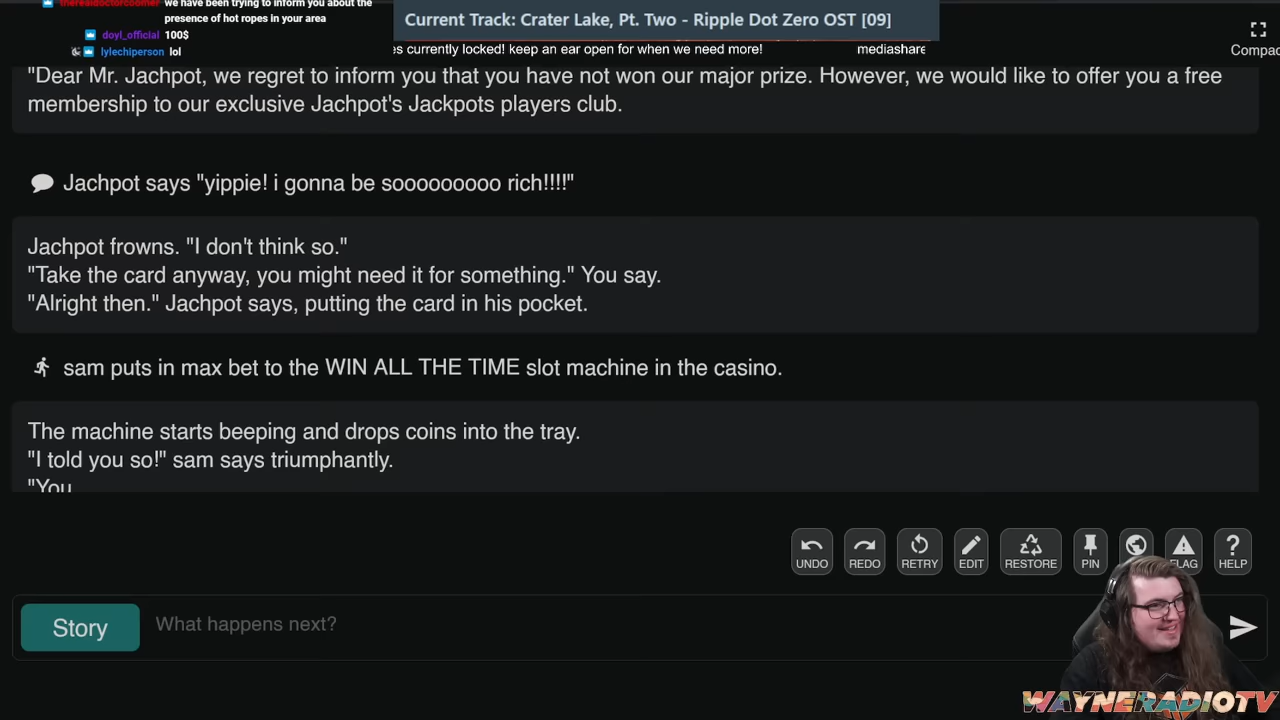 therealdoctorcoomer we have been trying to inform you about the
presence of hot ropes in your area
doyl_official 100$
lylechiperson lol
Current Track: Crater Lake, Pt. Two - Ripple Dot Zero OST [09]
es currently locked! keep an ear open for when we need more! mediashare
Compac
"Dear Mr. Jachpot, we regret to inform you that you have not won our major prize. However, we would like to offer you a free
membership to our exclusive Jachpot's Jackpots players club.
Jachpot says "yippie! i gonna be sooooooooo rich!!!!"
Jachpot frowns. "I don't think so."
"Take the card anyway, you might need it for something." You say.
"Alright then." Jachpot says, putting the card in his pocket.
sam puts in max bet to the WIN ALL THE TIME slot machine in the casino.
The machine starts beeping and drops coins into the tray.
"I told you so!" sam says triumphantly.
"You
UNDO REDO RETRY EDIT RESTORE PIN FLAG HELP
Story What happens next?
WAYNERADIOTV